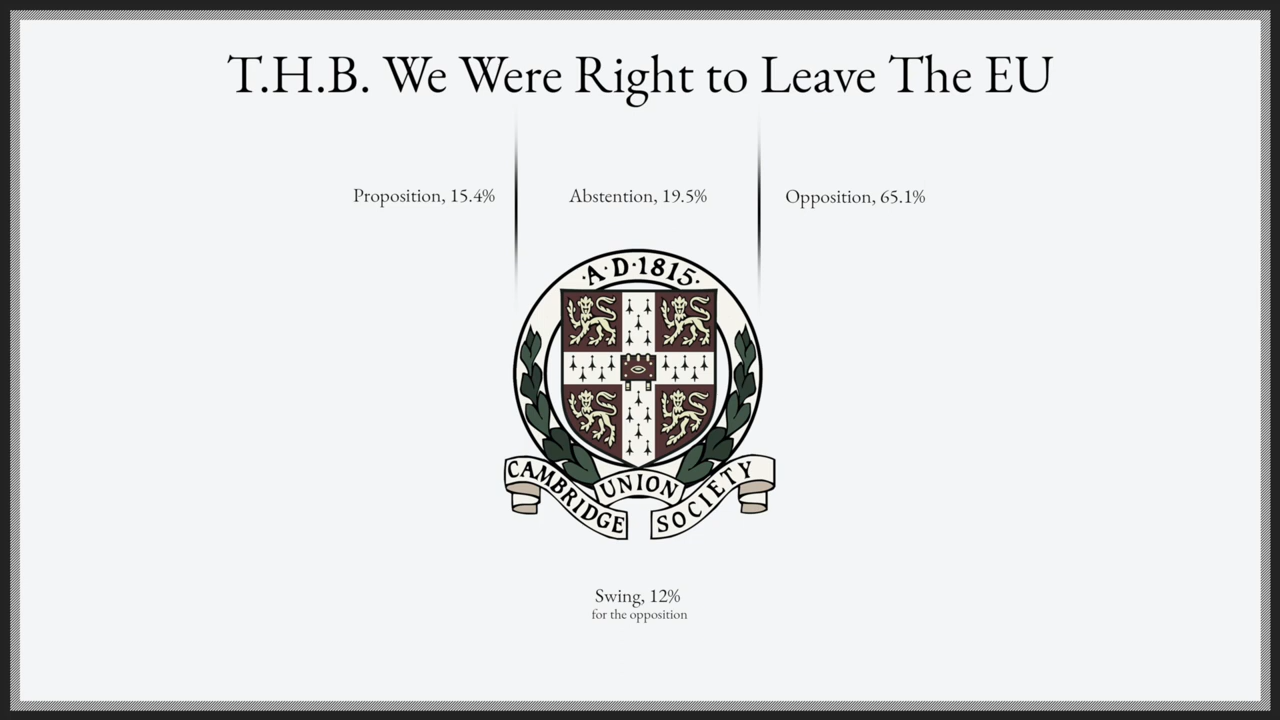 T.H.B. We Were Right to Leave The EU
Proposition, 15.4%
Abstention, 19.5%
Opposition, 65.1%
·A·D·1815·
CAMBRIDGE UNION SOCIETY
Swing, 12%
for the opposition